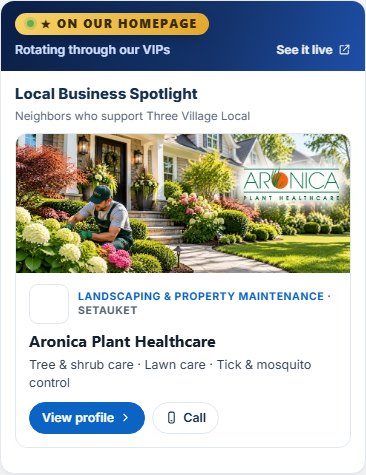 ★ ON OUR HOMEPAGE
Rotating through our VIPs
See it live
Local Business Spotlight
Neighbors who support Three Village Local
ARONICA
PLANT HEALTHCARE
LANDSCAPING & PROPERTY MAINTENANCE ·
SETAUKET
Aronica Plant Healthcare
Tree & shrub care · Lawn care · Tick & mosquito
control
View profile
Call